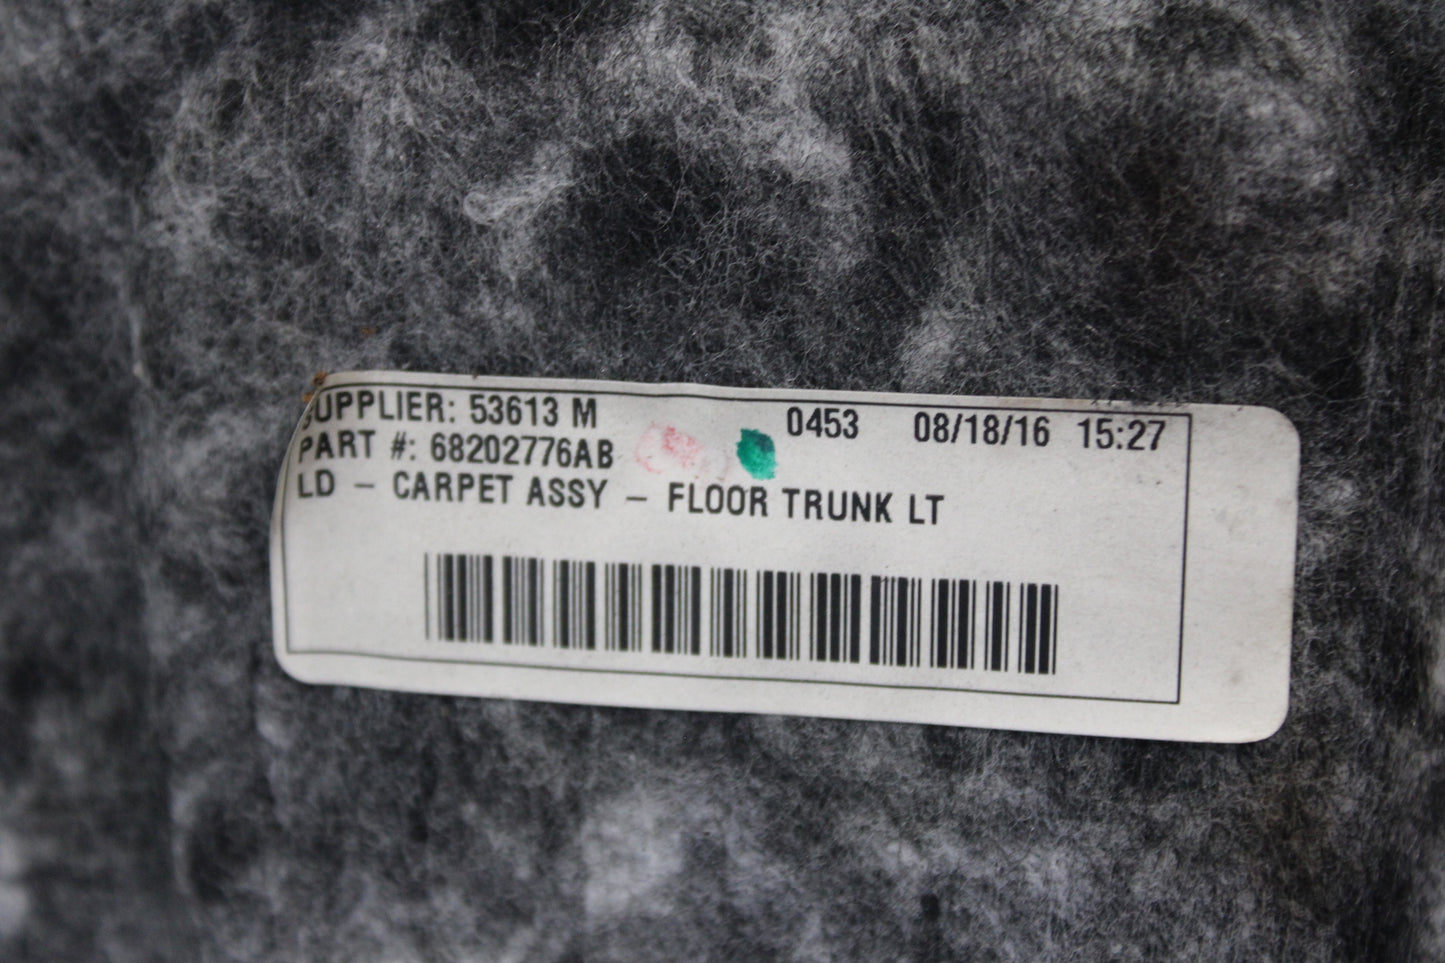 SUPPLIER: 53613 M 0453 08/18/16 15:27
PART #: 68202776AB
LD - CARPET ASSY - FLOOR TRUNK LT